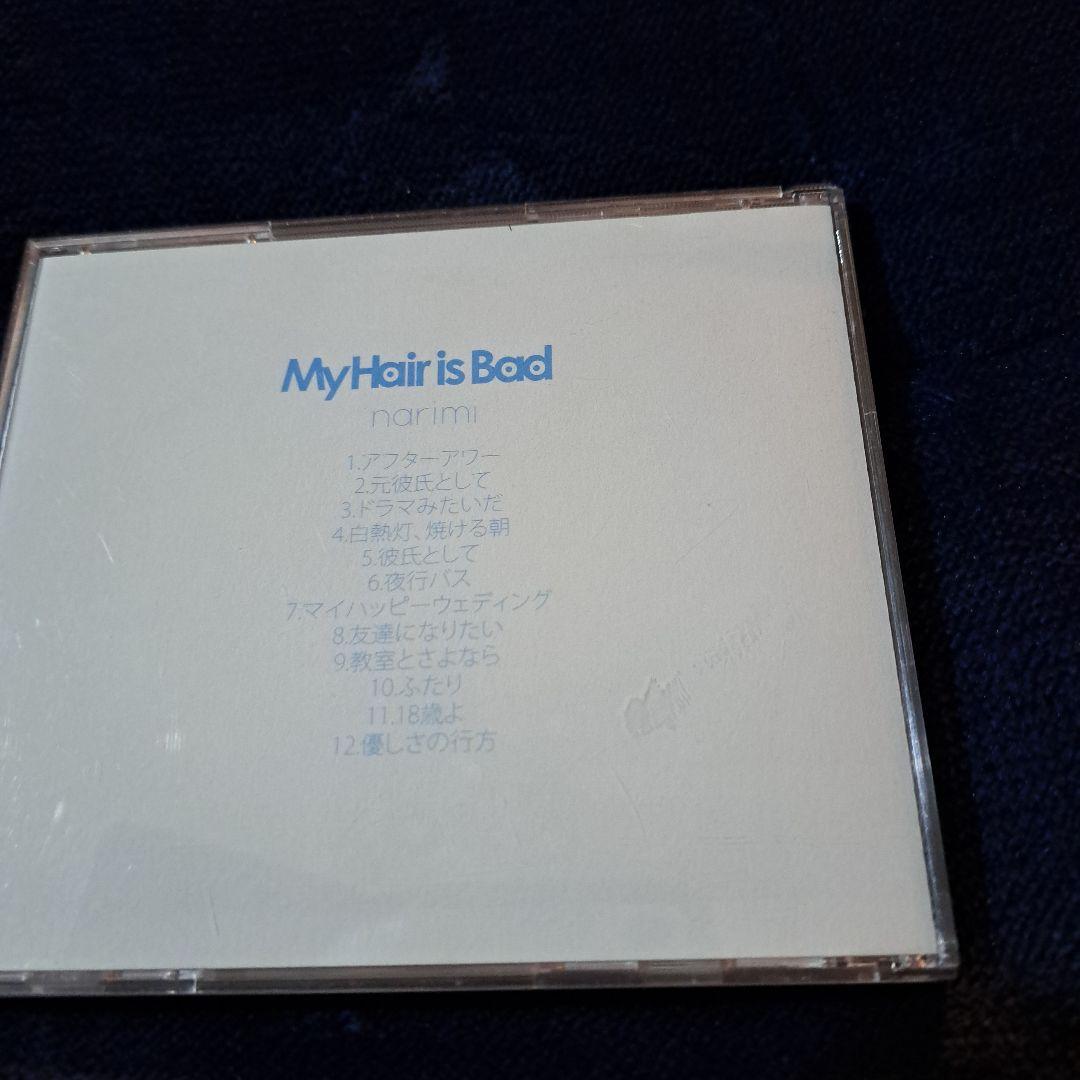 My Hair is Bad
narimi
1.アフターアワー
2.元彼氏として
3.ドラマみたいだ
4.白熱灯、焼ける朝
5.彼氏として
6.夜行バス
7.マイハッピーウェディング
8.友達になりたい
9.教室とさよなら
10.ふたり
11.18歳よ
12.優しさの行方